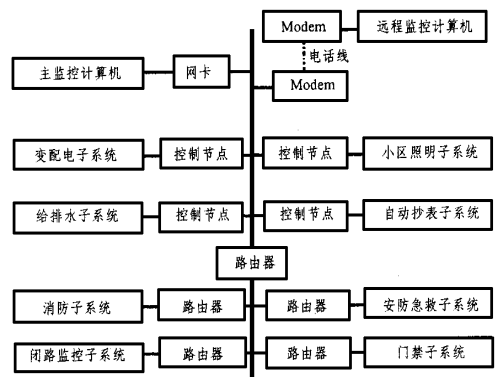 Modem 远程监控计算机
电话线
主监控计算机 网卡 Modem
变配电子系统 控制节点 控制节点 小区照明子系统
给排水子系统 控制节点 控制节点 自动抄表子系统
路由器
消防子系统 路由器 路由器 安防急救子系统
闭路监控子系统 路由器 路由器 门禁子系统